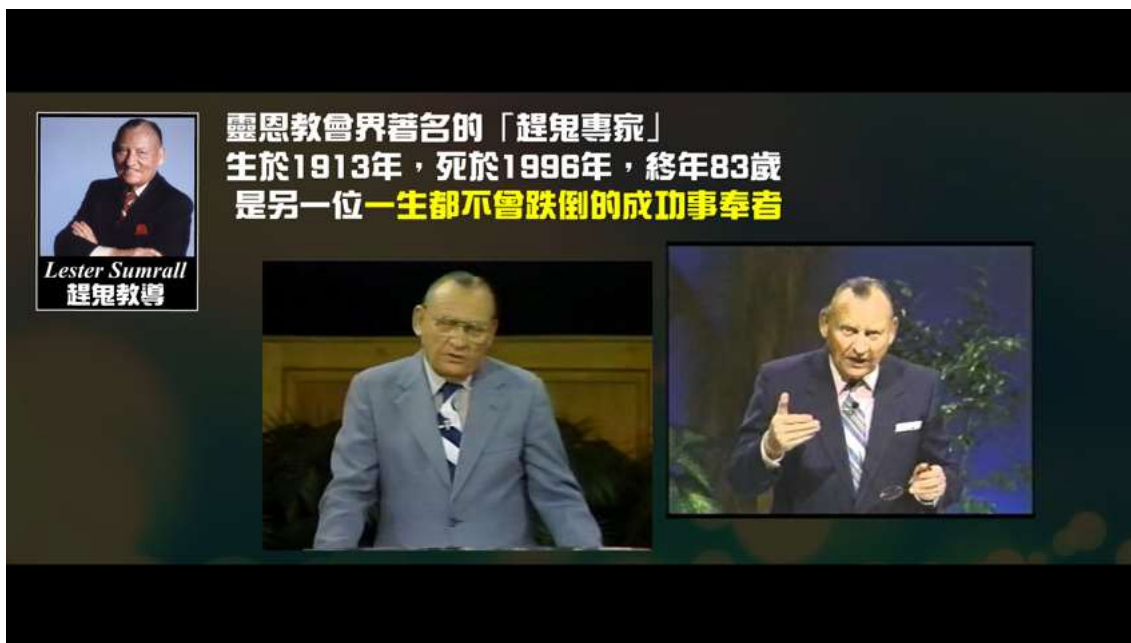 靈恩教會界著名的「趕鬼專家」
生於1913年，死於1996年，終年83歲
是另一位一生都不曾跌倒的成功事奉者
Lester Sumrall
趕鬼教導